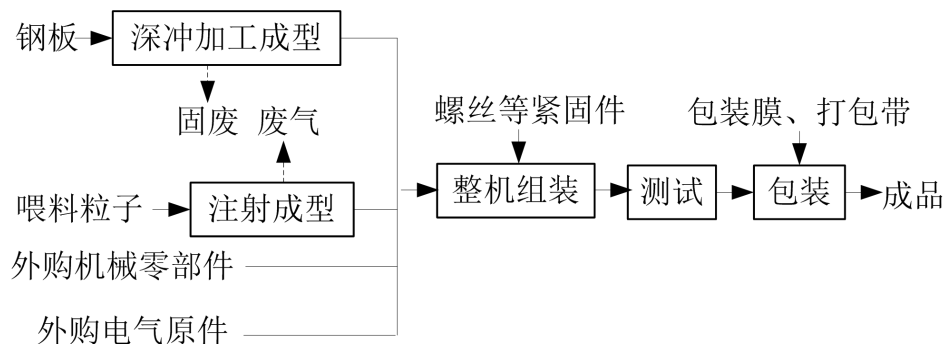 钢板
深冲加工成型
固废
废气
螺丝等紧固件
包装膜、打包带
喂料粒子
注射成型
整机组装
测试
包装
成品
外购机械零部件
外购电气原件